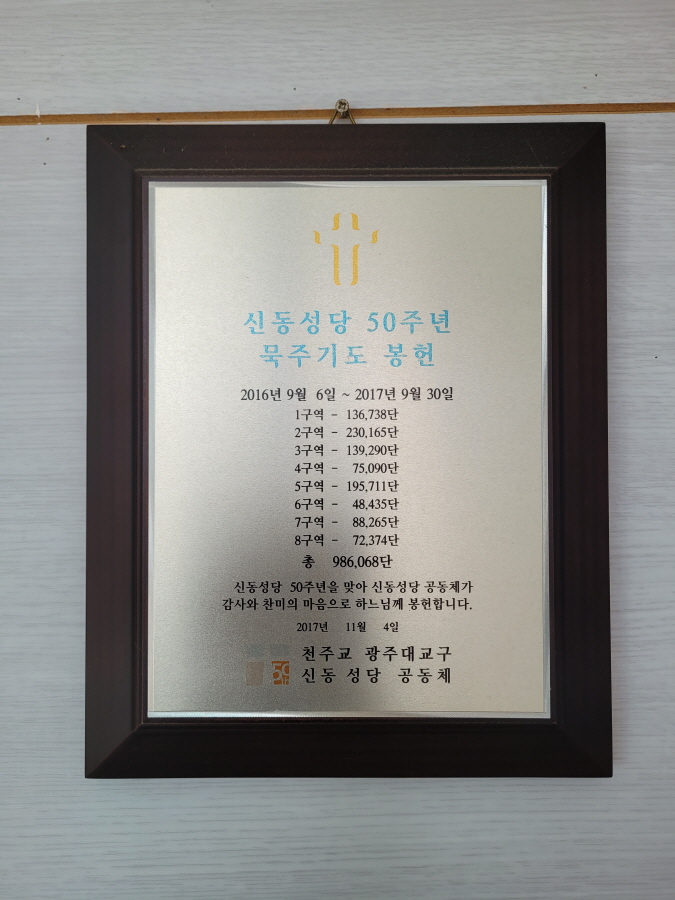 신동성당 50주년
묵주기도 봉헌
2016년 9월 6일 ~ 2017년 9월 30일
1구역 - 136,738단
2구역 - 230,165단
3구역 - 139,290단
4구역 - 75,090단
5구역 - 195,711단
6구역 - 48,435단
7구역 - 88,265단
8구역 - 72,374단
총 986,068단
신동성당 50주년을 맞아 신동성당 공동체가
감사와 찬미의 마음으로 하느님께 봉헌합니다.
2017년 11월 4일
50
천주교 광주대교구
신동 성당 공동체